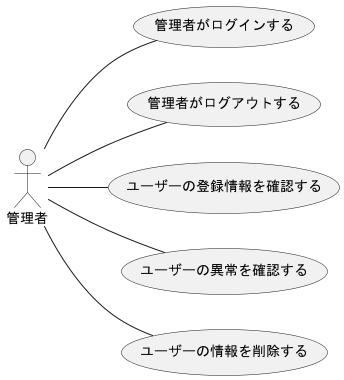 管理者がログインする
管理者がログアウトする
ユーザーの登録情報を確認する
管理者
ユーザーの異常を確認する
ユーザーの情報を削除する